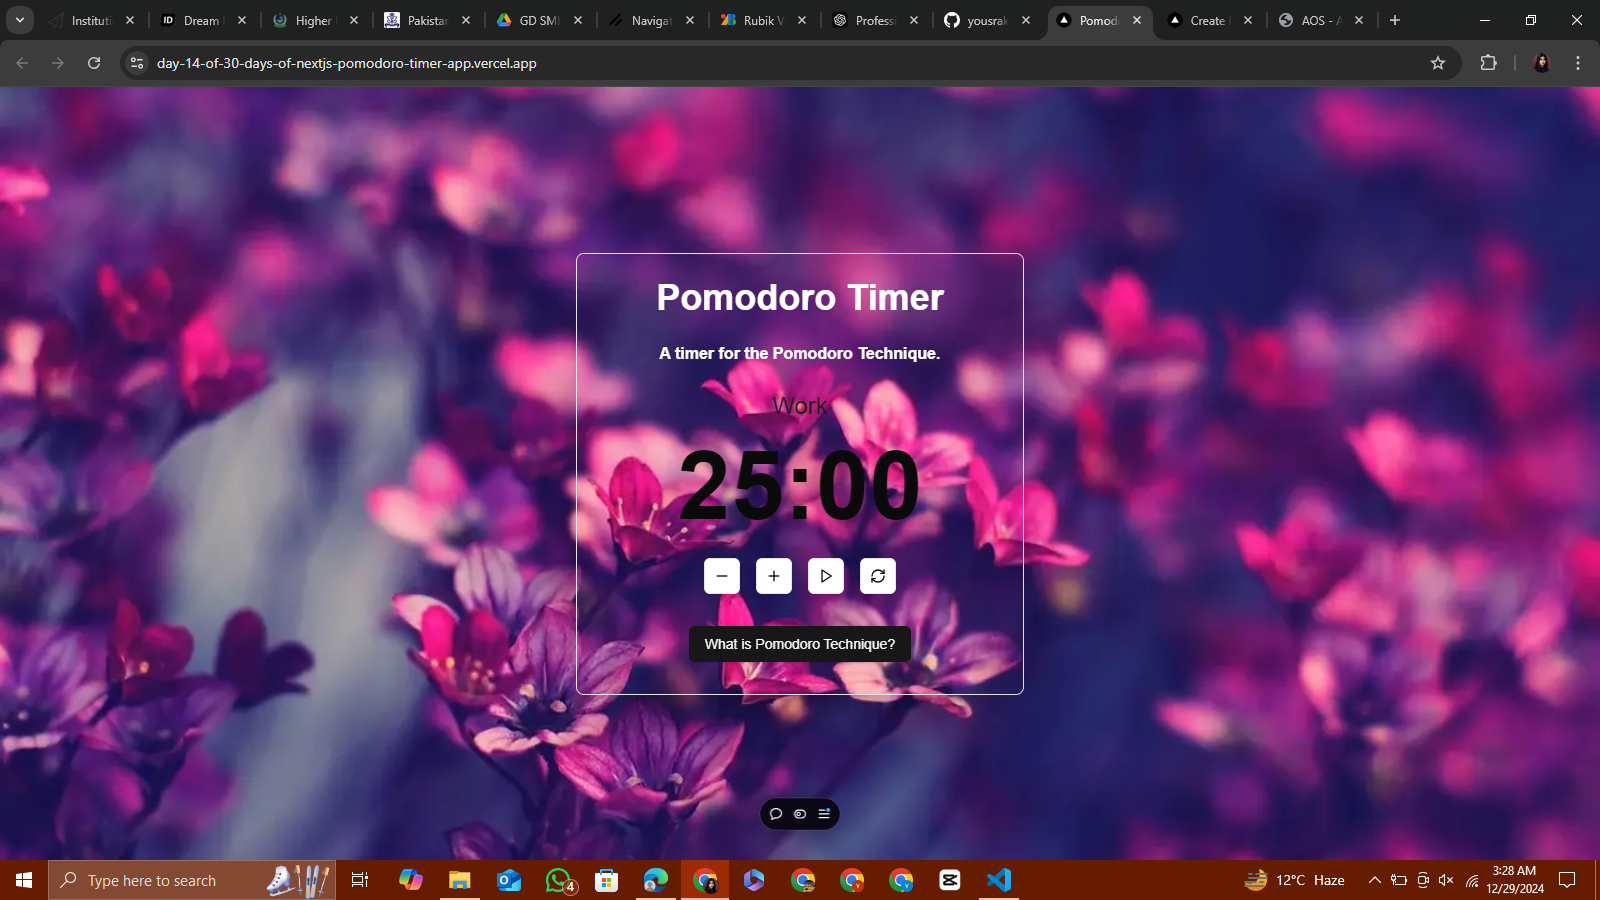 Instituti
Dream
Higher
Pakistan
GD SMI
Navigat
Rubik V
Professi
yousrak
Pomod
Create
AOS - A
day-14-of-30-days-of-nextjs-pomodoro-timer-app.vercel.app
Pomodoro Timer
A timer for the Pomodoro Technique.
Work
25:00
What is Pomodoro Technique?
Type here to search
4
12°C Haze
3:28 AM
12/29/2024